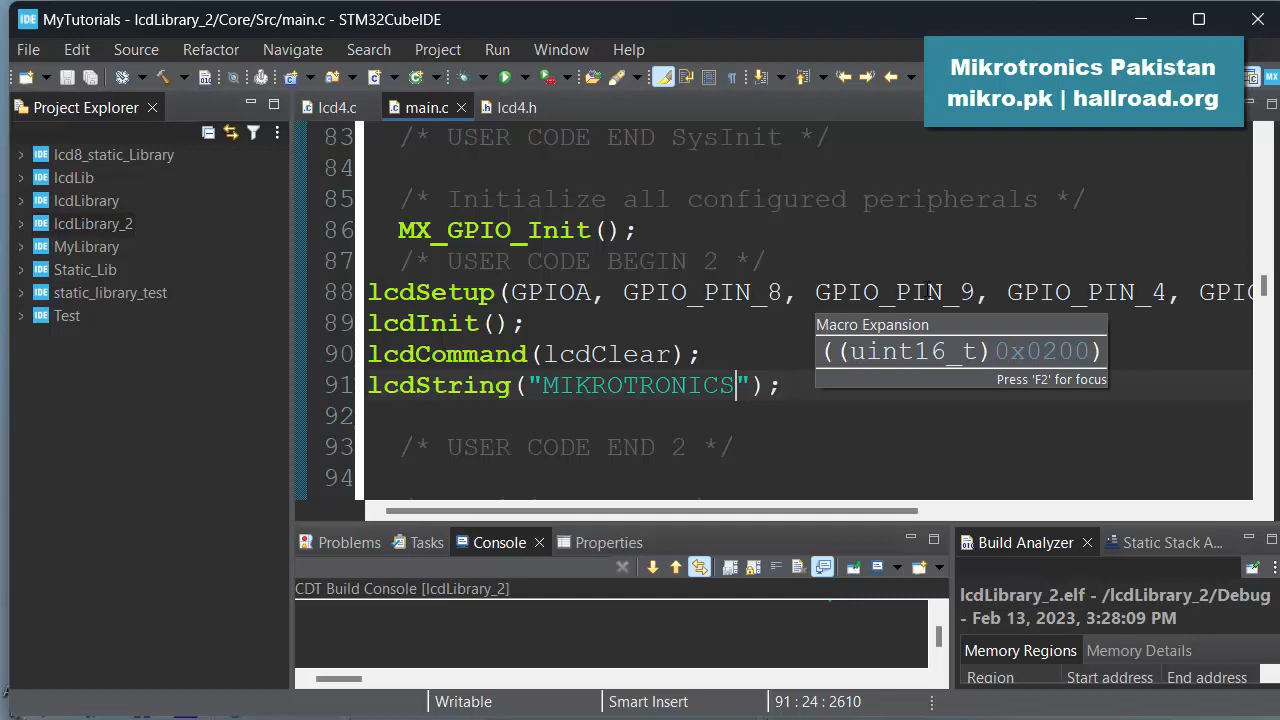 MyTutorials - lcdLibrary_2/Core/Src/main.c - STM32CubeIDE
File Edit Source Refactor Navigate Search Project Run Window Help
Mikrotronics Pakistan
mikro.pk | hallroad.org
Project Explorer
lcd8_static_Library
lcdLib
lcdLibrary
lcdLibrary_2
MyLibrary
Static_Lib
static_library_test
Test
lcd4.c main.c lcd4.h
83 /* USER CODE END SysInit */
84
85 /* Initialize all configured peripherals */
86 MX_GPIO_Init();
87 /* USER CODE BEGIN 2 */
88 lcdSetup(GPIOA, GPIO_PIN_8, GPIO_PIN_9, GPIO_PIN_4, GPIO
89 lcdInit();
90 lcdCommand(lcdClear);
91 lcdString("MIKROTRONICS");
92
93 /* USER CODE END 2 */
94
Macro Expansion
((uint16_t)0x0200)
Press 'F2' for focus
Problems Tasks Console Properties
CDT Build Console [lcdLibrary_2]
Build Analyzer Static Stack A...
lcdLibrary_2.elf - /lcdLibrary_2/Debug
- Feb 13, 2023, 3:28:09 PM
Memory Regions Memory Details
Region Start address End address
Writable Smart Insert 91 : 24 : 2610